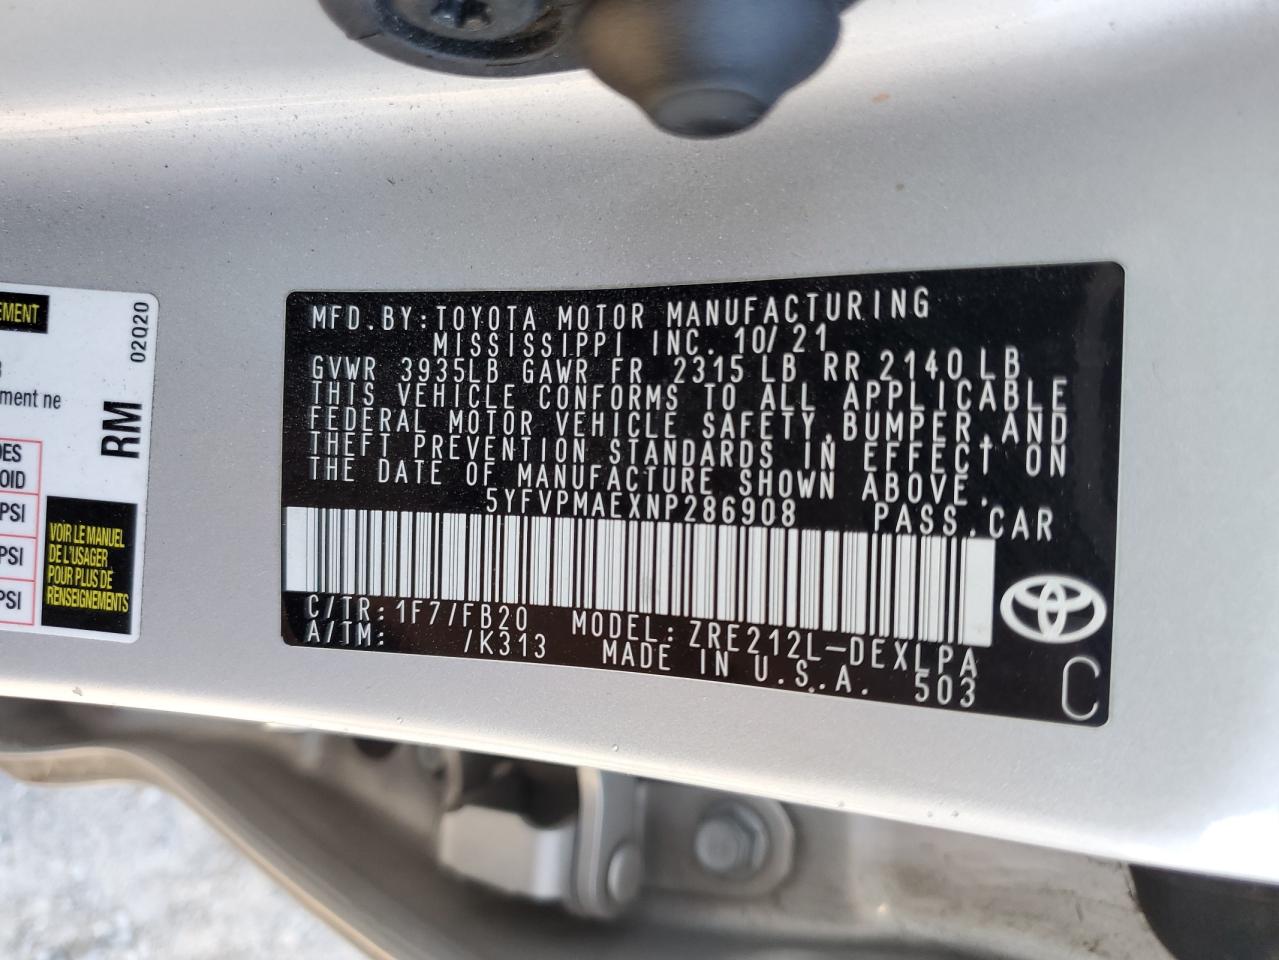 EMENT
02Q20
ment ne
RM
DES
OID
PSI
PSI
PSI
VOIR LE MANUEL
DE L'USAGER
POUR PLUS DE
RENSEIGNEMENTS
MFD.BY:TOYOTA MOTOR MANUFACTURING
MISSISSIPPI INC. 10/21
GVWR 3935LB GAWR FR 2315 LB RR 2140 LB
THIS VEHICLE CONFORMS TO ALL APPLICABLE
FEDERAL MOTOR VEHICLE SAFETY,BUMPER,AND
THEFT PREVENTION STANDARDS IN EFFECT ON
THE DATE OF MANUFACTURE SHOWN ABOVE.
5YFVPMAEXNP286908 PASS.CAR
C/TR:1F7/FB20 MODEL:ZRE212L-DEXLPA
A/TM: /K313 MADE IN U.S.A. 503
C